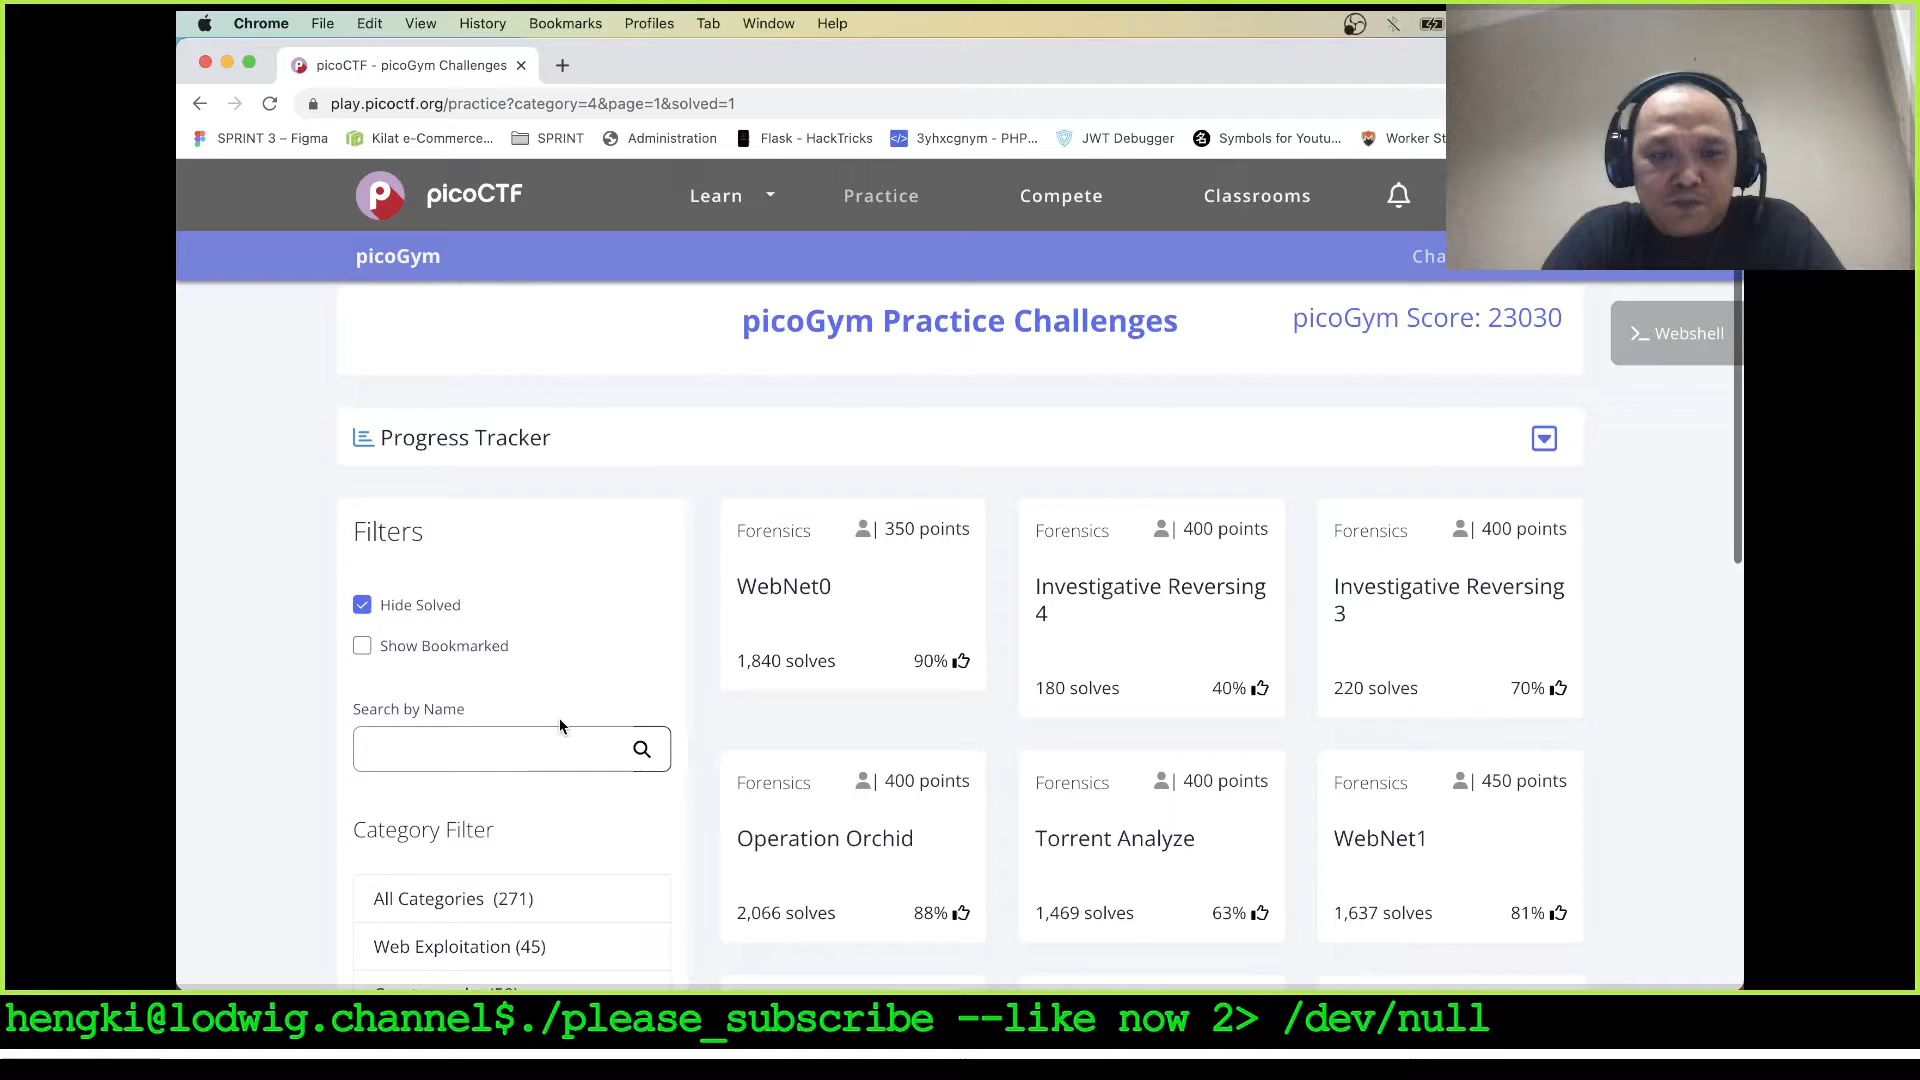 Chrome File Edit View History Bookmarks Profiles Tab Window Help
picoCTF - picoGym Challenges
play.picoctf.org/practice?category=4&page=1&solved=1
SPRINT 3 – Figma Kilat e-Commerce... SPRINT Administration Flask - HackTricks 3yhxcgnym - PHP... JWT Debugger Symbols for Youtu... Worker St
picoCTF Learn Practice Compete Classrooms
picoGym Cha
picoGym Practice Challenges picoGym Score: 23030
>_ Webshell
Progress Tracker
Filters
Hide Solved
Show Bookmarked
Search by Name
Category Filter
All Categories (271)
Web Exploitation (45)
Forensics | 350 points
WebNet0
1,840 solves 90%
Forensics | 400 points
Investigative Reversing
4
180 solves 40%
Forensics | 400 points
Investigative Reversing
3
220 solves 70%
Forensics | 400 points
Operation Orchid
2,066 solves 88%
Forensics | 400 points
Torrent Analyze
1,469 solves 63%
Forensics | 450 points
WebNet1
1,637 solves 81%
hengki@lodwig.channel$./please_subscribe --like now 2> /dev/null